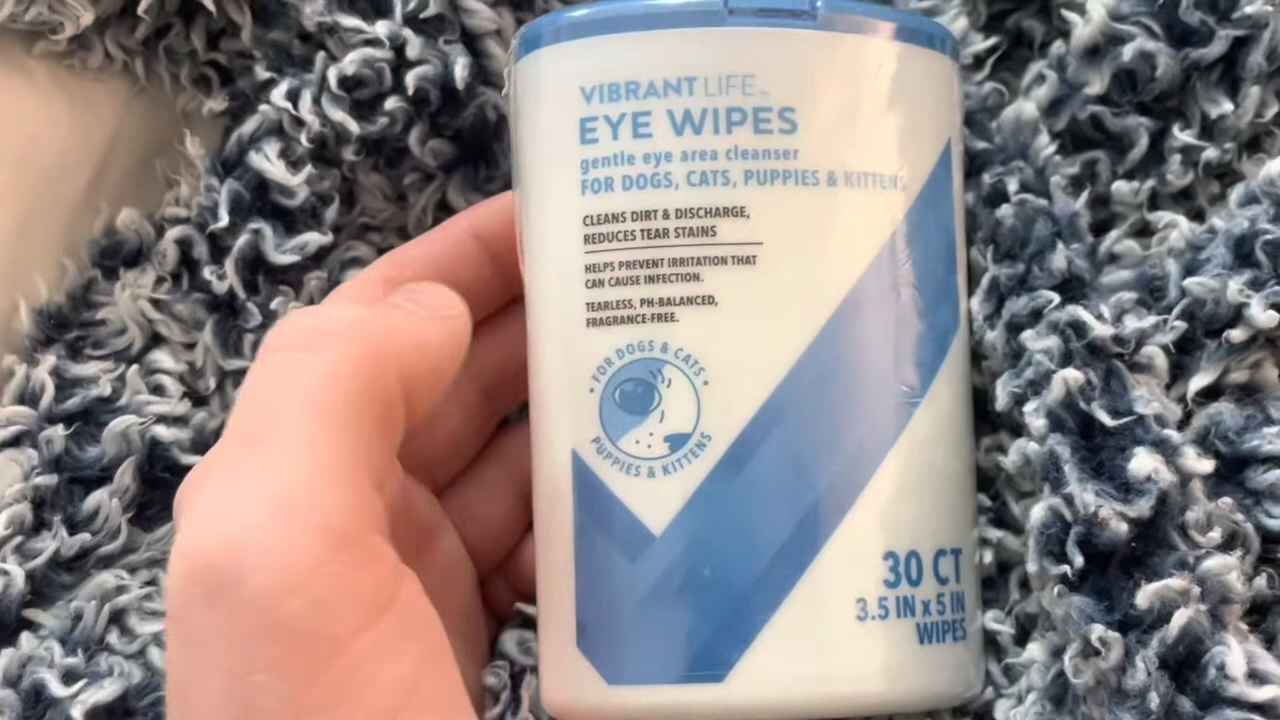 VIBRANT LIFE™
EYE WIPES
gentle eye area cleanser
FOR DOGS, CATS, PUPPIES & KITTENS
CLEANS DIRT & DISCHARGE,
REDUCES TEAR STAINS
HELPS PREVENT IRRITATION THAT
CAN CAUSE INFECTION.
TEARLESS, PH-BALANCED,
FRAGRANCE-FREE.
• FOR DOGS & CATS •
PUPPIES & KITTENS
30 CT
3.5 IN x 5 IN
WIPES